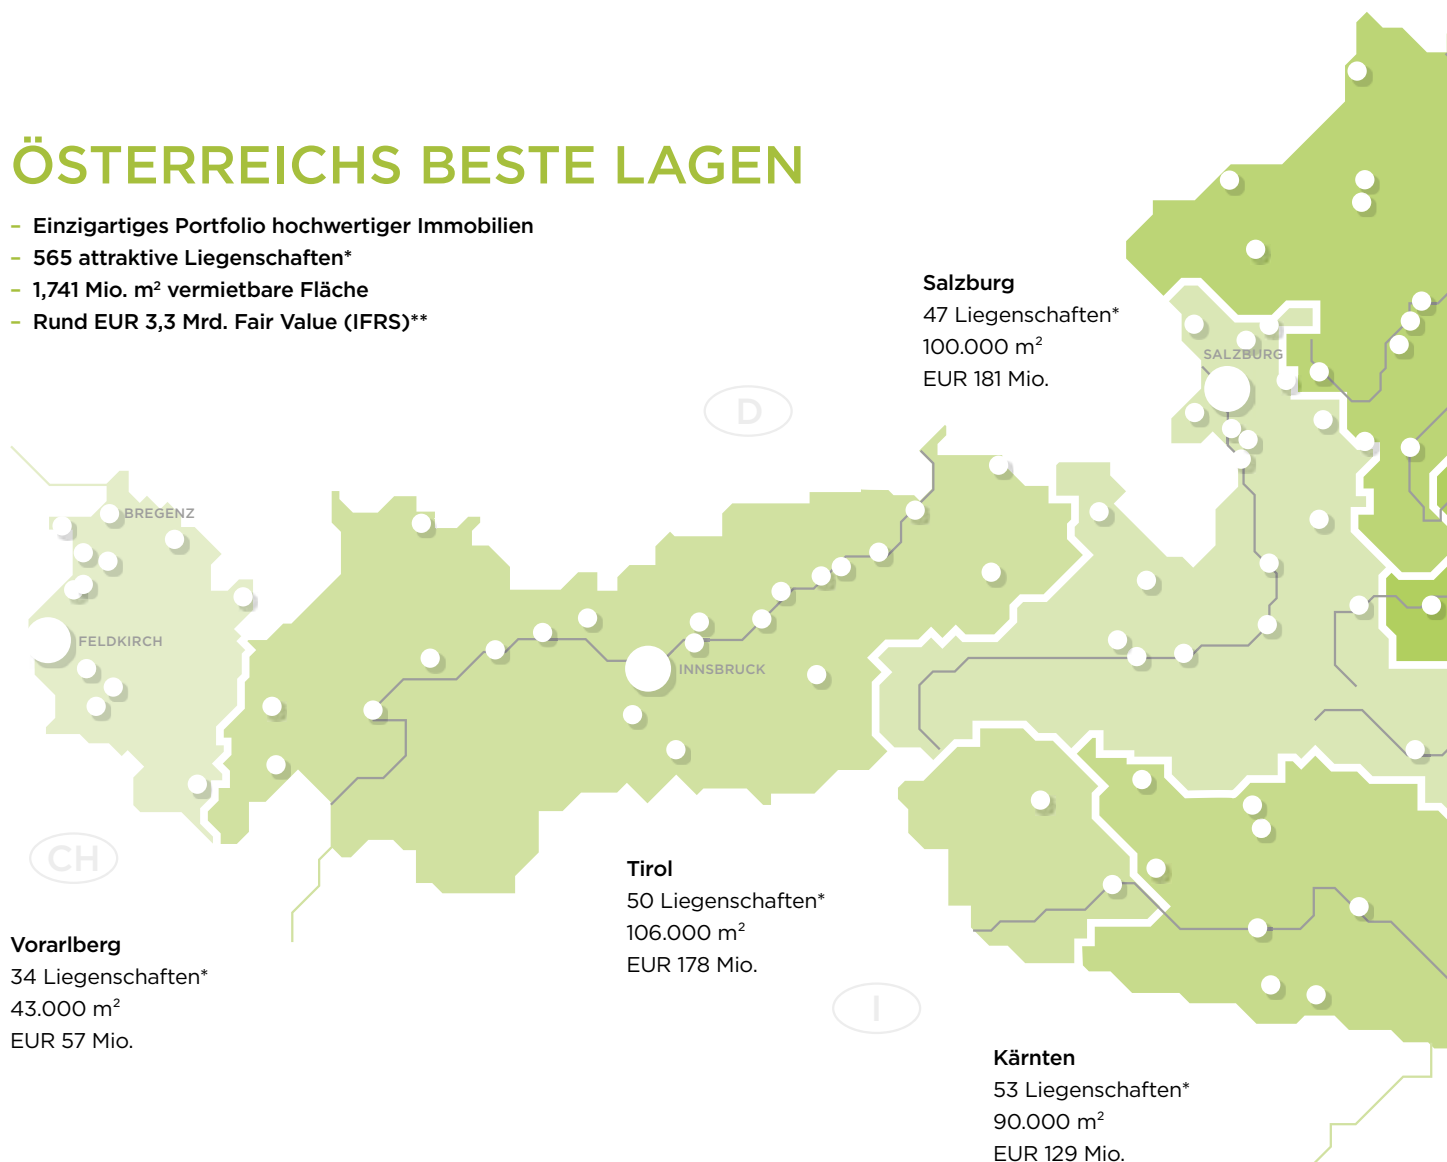 ÖSTERREICHS BESTE LAGEN
– Einzigartiges Portfolio hochwertiger Immobilien
– 565 attraktive Liegenschaften*
– 1,741 Mio. m² vermietbare Fläche
– Rund EUR 3,3 Mrd. Fair Value (IFRS)**
Salzburg
47 Liegenschaften*
100.000 m²
EUR 181 Mio.
SALZBURG
D
BREGENZ
FELDKIRCH
INNSBRUCK
CH
Tirol
50 Liegenschaften*
106.000 m²
EUR 178 Mio.
Vorarlberg
34 Liegenschaften*
43.000 m²
EUR 57 Mio.
I
Kärnten
53 Liegenschaften*
90.000 m²
EUR 129 Mio.